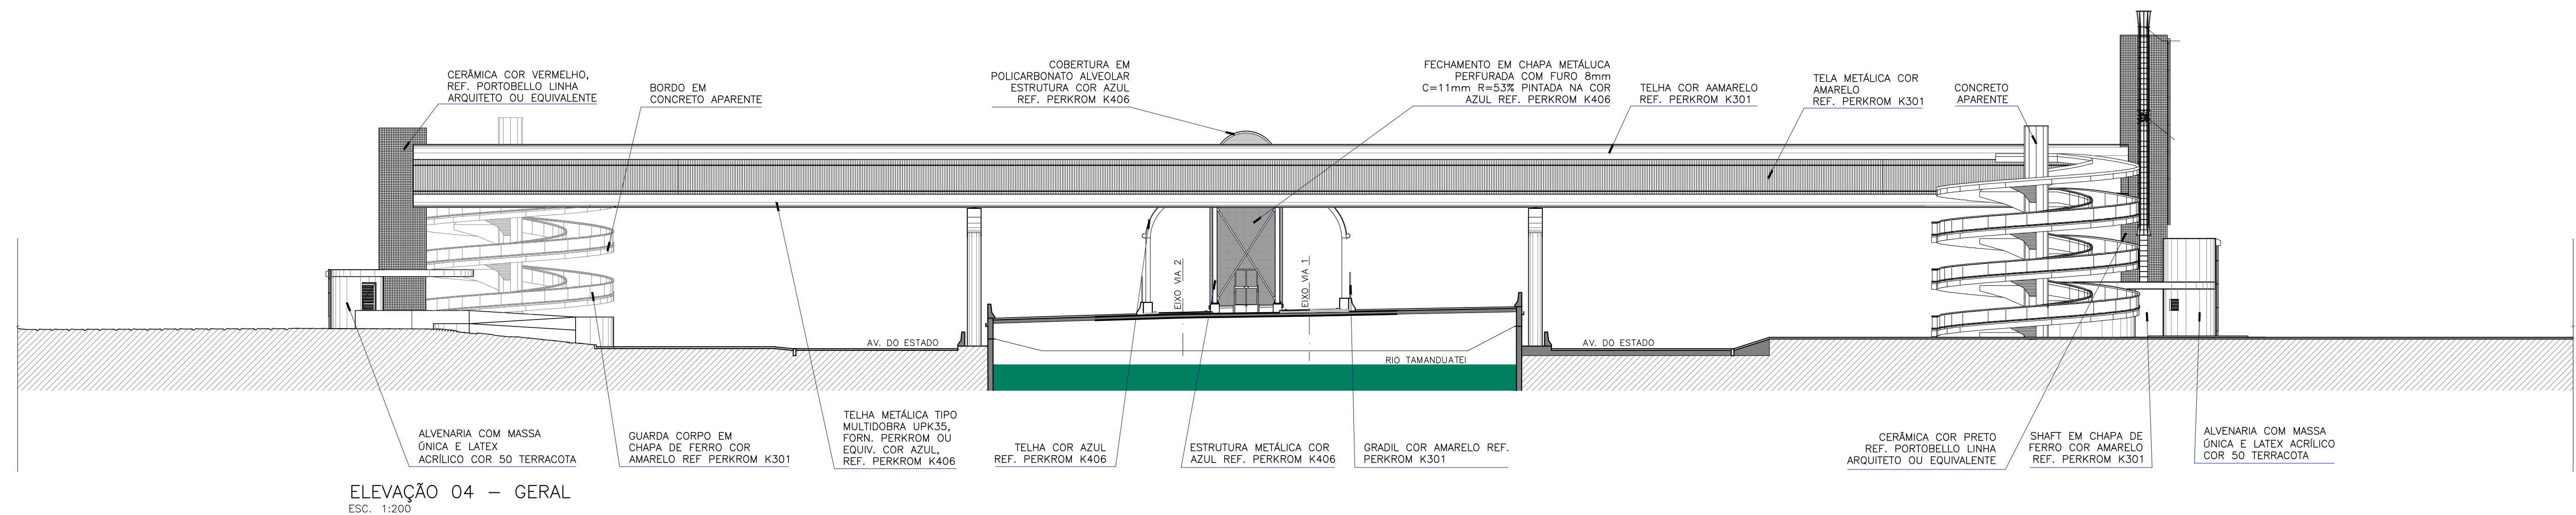 CERÂMICA COR VERMELHO,
REF. PORTOBELLO LINHA
ARQUITETO OU EQUIVALENTE
BORDO EM
CONCRETO APARENTE
COBERTURA EM
POLICARBONATO ALVEOLAR
ESTRUTURA COR AZUL
REF. PERKROM K406
FECHAMENTO EM CHAPA METÁLUCA
PERFURADA COM FURO 8mm
C=11mm R=53% PINTADA NA COR
AZUL REF. PERKROM K406
TELHA COR AAMARELO
REF. PERKROM K301
TELA METÁLICA COR
AMARELO
REF. PERKROM K301
CONCRETO
APARENTE
EIXO VIA 2
EIXO VIA 1
AV. DO ESTADO
RIO TAMANDUATEI
AV. DO ESTADO
ALVENARIA COM MASSA
ÚNICA E LATEX
ACRÍLICO COR 50 TERRACOTA
GUARDA CORPO EM
CHAPA DE FERRO COR
AMARELO REF PERKROM K301
TELHA METÁLICA TIPO
MULTIDOBRA UPK35,
FORN. PERKROM OU
EQUIV. COR AZUL,
REF. PERKROM K406
TELHA COR AZUL
REF. PERKROM K406
ESTRUTURA METÁLICA COR
AZUL REF. PERKROM K406
GRADIL COR AMARELO REF.
PERKROM K301
CERÂMICA COR PRETO
REF. PORTOBELLO LINHA
ARQUITETO OU EQUIVALENTE
SHAFT EM CHAPA DE
FERRO COR AMARELO
REF. PERKROM K301
ALVENARIA COM MASSA
ÚNICA E LATEX ACRÍLICO
COR 50 TERRACOTA
ELEVAÇÃO 04 – GERAL
ESC. 1:200